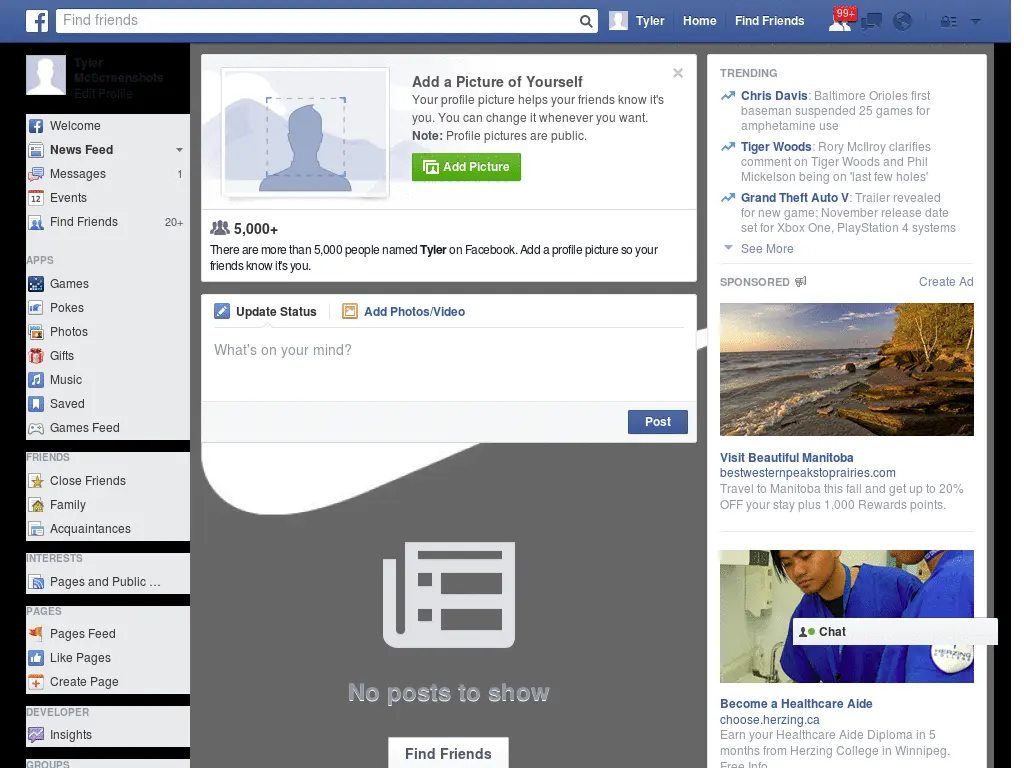 Find friends
Tyler
Home
Find Friends
99+
Tyler
McScreenshots
Edit Profile
Welcome
News Feed
Messages 1
Events
Find Friends 20+
APPS
Games
Pokes
Photos
Gifts
Music
Saved
Games Feed
FRIENDS
Close Friends
Family
Acquaintances
INTERESTS
Pages and Public ...
PAGES
Pages Feed
Like Pages
Create Page
DEVELOPER
Insights
GROUPS
Add a Picture of Yourself
Your profile picture helps your friends know it's
you. You can change it whenever you want.
Note: Profile pictures are public.
Add Picture
5,000+
There are more than 5,000 people named Tyler on Facebook. Add a profile picture so your
friends know it's you.
Update Status
Add Photos/Video
What's on your mind?
Post
No posts to show
Find Friends
TRENDING
Chris Davis: Baltimore Orioles first
baseman suspended 25 games for
amphetamine use
Tiger Woods: Rory McIlroy clarifies
comment on Tiger Woods and Phil
Mickelson being on 'last few holes'
Grand Theft Auto V: Trailer revealed
for new game; November release date
set for Xbox One, PlayStation 4 systems
See More
SPONSORED
Create Ad
Visit Beautiful Manitoba
bestwesternpeakstoprairies.com
Travel to Manitoba this fall and get up to 20%
OFF your stay plus 1,000 Rewards points.
Chat
HERZING
COLLEGE
Become a Healthcare Aide
choose.herzing.ca
Earn your Healthcare Aide Diploma in 5
months from Herzing College in Winnipeg.
Free Info